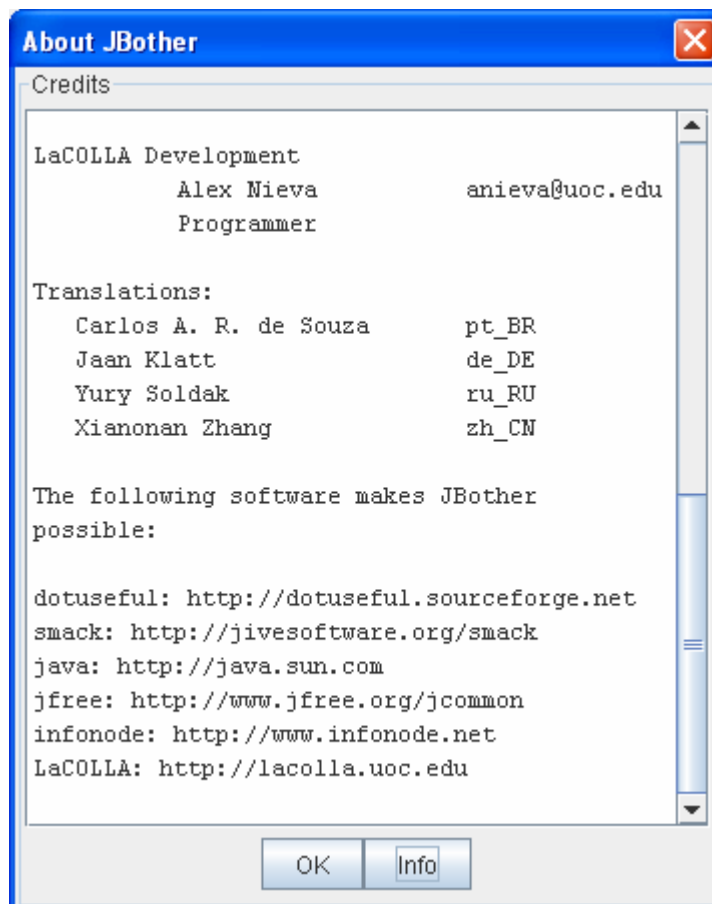 About JBother
Credits
LaCOLLA Development
Alex Nieva anieva@uoc.edu
Programmer
Translations:
Carlos A. R. de Souza pt_BR
Jaan Klatt de_DE
Yury Soldak ru_RU
Xianonan Zhang zh_CN
The following software makes JBother
possible:
dotuseful: http://dotuseful.sourceforge.net
smack: http://jivesoftware.org/smack
java: http://java.sun.com
jfree: http://www.jfree.org/jcommon
infonode: http://www.infonode.net
LaCOLLA: http://lacolla.uoc.edu
OK Info